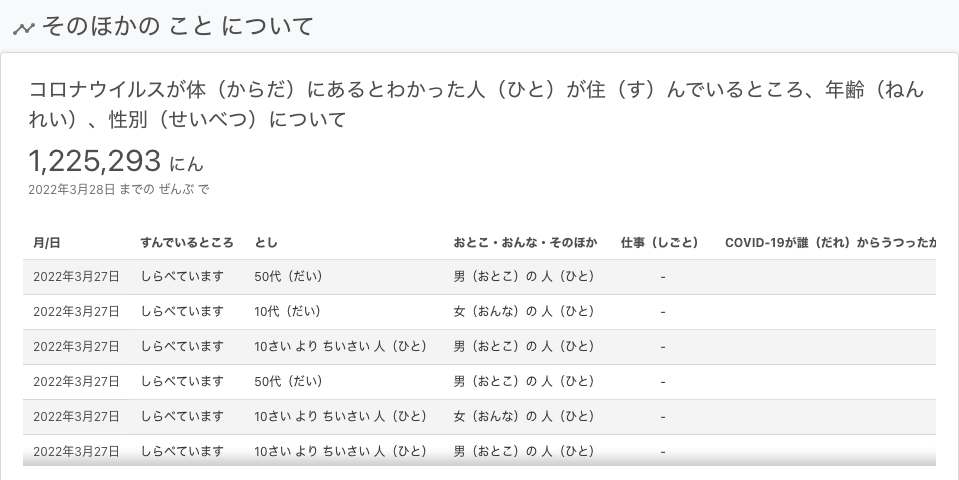 そのほかの こと について
コロナウイルスが体（からだ）にあるとわかった人（ひと）が住（す）んでいるところ、年齢（ねん
れい）、性別（せいべつ）について
1,225,293 にん
2022年3月28日 までの ぜんぶ で
月/日 すんでいるところ とし おとこ・おんな・そのほか 仕事（しごと） COVID-19が誰（だれ）からうつったか
2022年3月27日 しらべています 50代（だい） 男（おとこ）の 人（ひと） -
2022年3月27日 しらべています 10代（だい） 女（おんな）の 人（ひと） -
2022年3月27日 しらべています 10さい より ちいさい 人（ひと） 男（おとこ）の 人（ひと） -
2022年3月27日 しらべています 50代（だい） 男（おとこ）の 人（ひと） -
2022年3月27日 しらべています 10さい より ちいさい 人（ひと） 女（おんな）の 人（ひと） -
2022年3月27日 しらべています 10さい より ちいさい 人（ひと） 男（おとこ）の 人（ひと） -